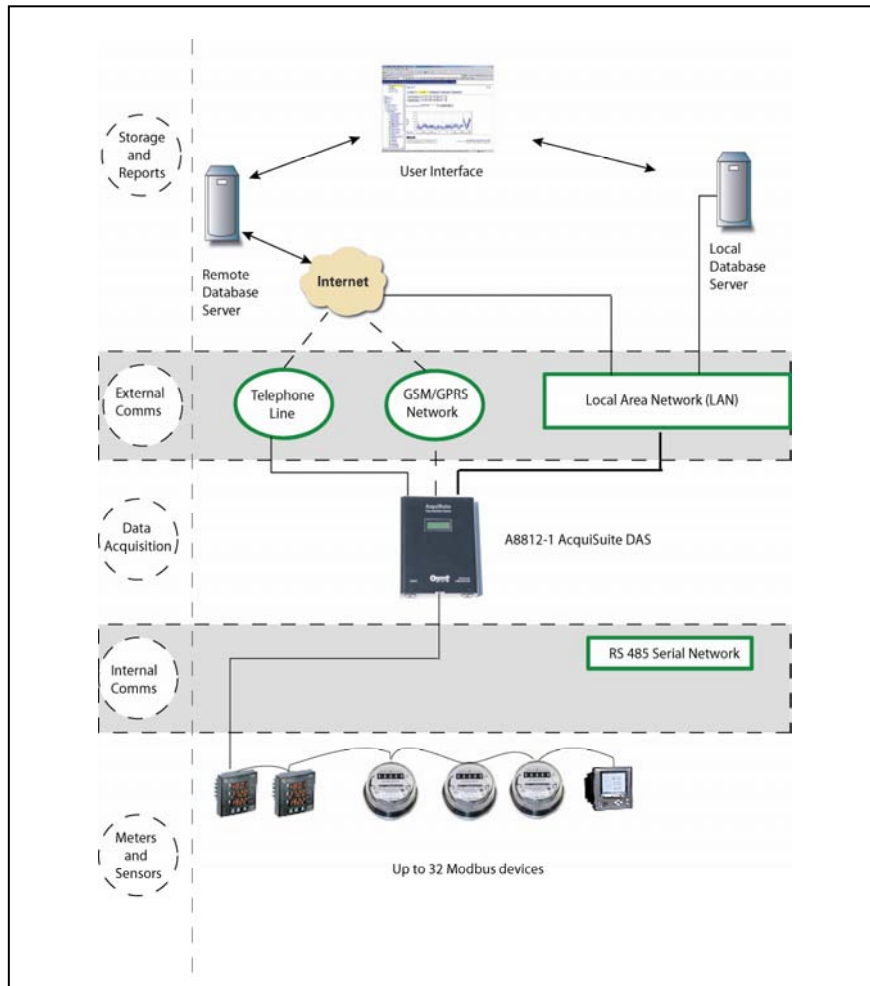 Storage
and
Reports
User Interface
Remote
Database
Server
Internet
Local
Database
Server
External
Comms
Telephone
Line
GSM/GPRS
Network
Local Area Network (LAN)
Data
Acquisition
AcquiSuite
A8812-1 AcquiSuite DAS
Internal
Comms
RS 485 Serial Network
Meters
and
Sensors
Up to 32 Modbus devices